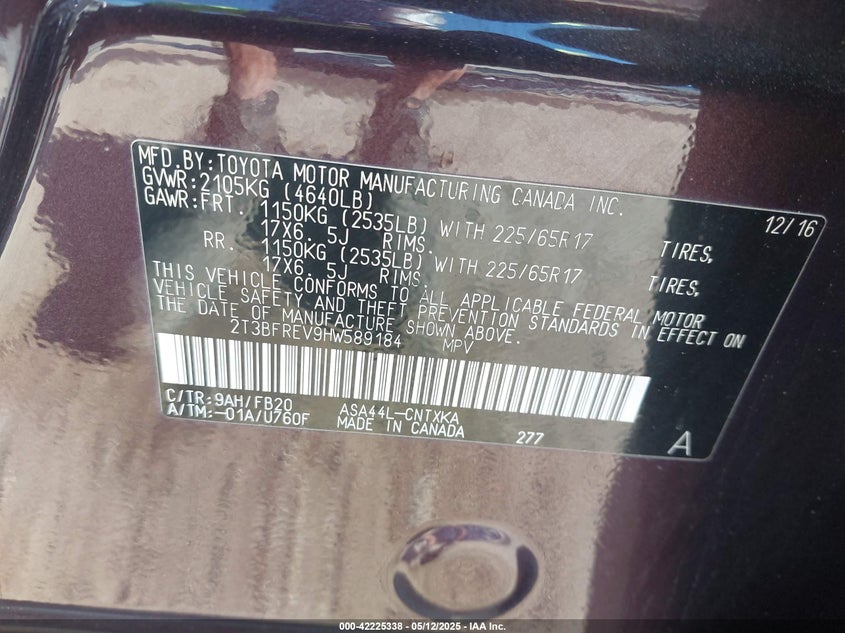 MFD.BY:TOYOTA MOTOR MANUFACTURING CANADA INC.
GVWR:2105KG (4640LB) 12/16
GAWR:FRT. 1150KG (2535LB) WITH 225/65R17 TIRES,
17X6. 5J RIMS.
RR. 1150KG (2535LB) WITH 225/65R17 TIRES,
17X6. 5J RIMS.
THIS VEHICLE CONFORMS TO ALL APPLICABLE FEDERAL MOTOR
VEHICLE SAFETY AND THEFT PREVENTION STANDARDS IN EFFECT ON
THE DATE OF MANUFACTURE SHOWN ABOVE.
2T3BFREV9HW589184 MPV
C/TR:9AH/FB20 ASA44L-CNTXKA
A/TM:-01A/U760F MADE IN CANADA 277 A
000-42225338 - 05/12/2025 - IAA Inc.